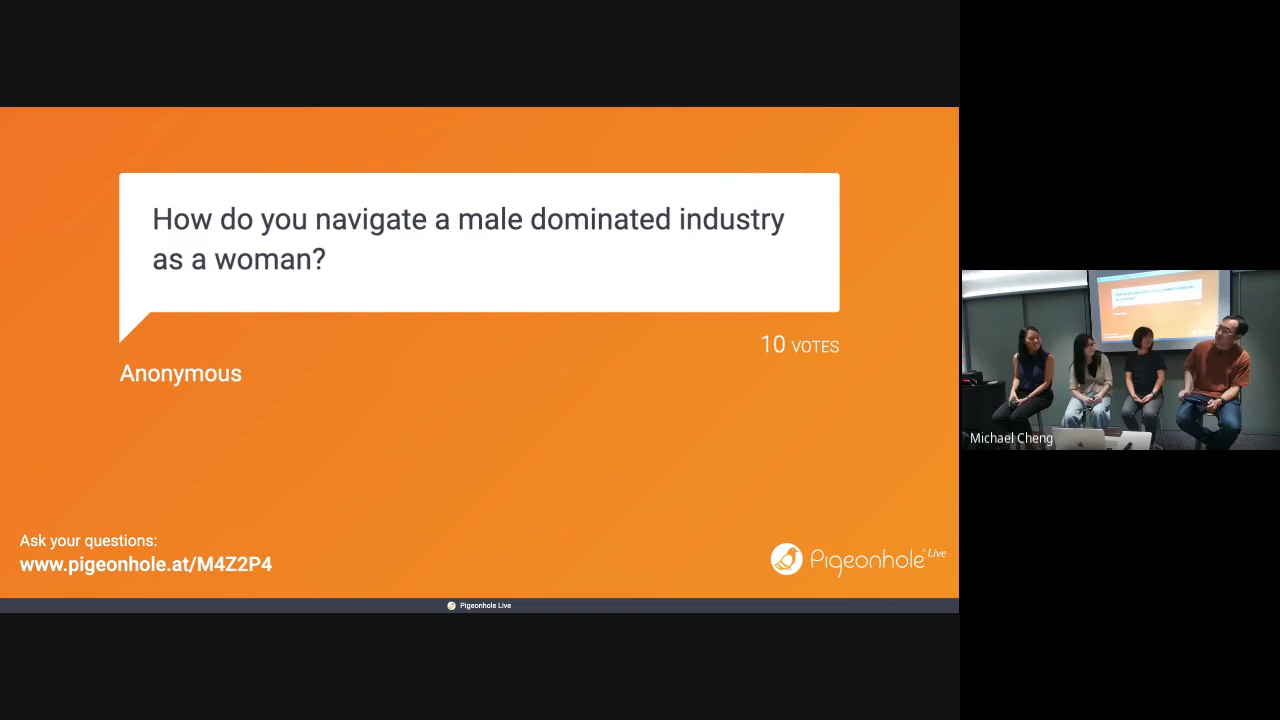 How do you navigate a male dominated industry
as a woman?
10 VOTES
Anonymous
Ask your questions:
www.pigeonhole.at/M4Z2P4
Pigeonhole Live
Pigeonhole Live
Michael Cheng